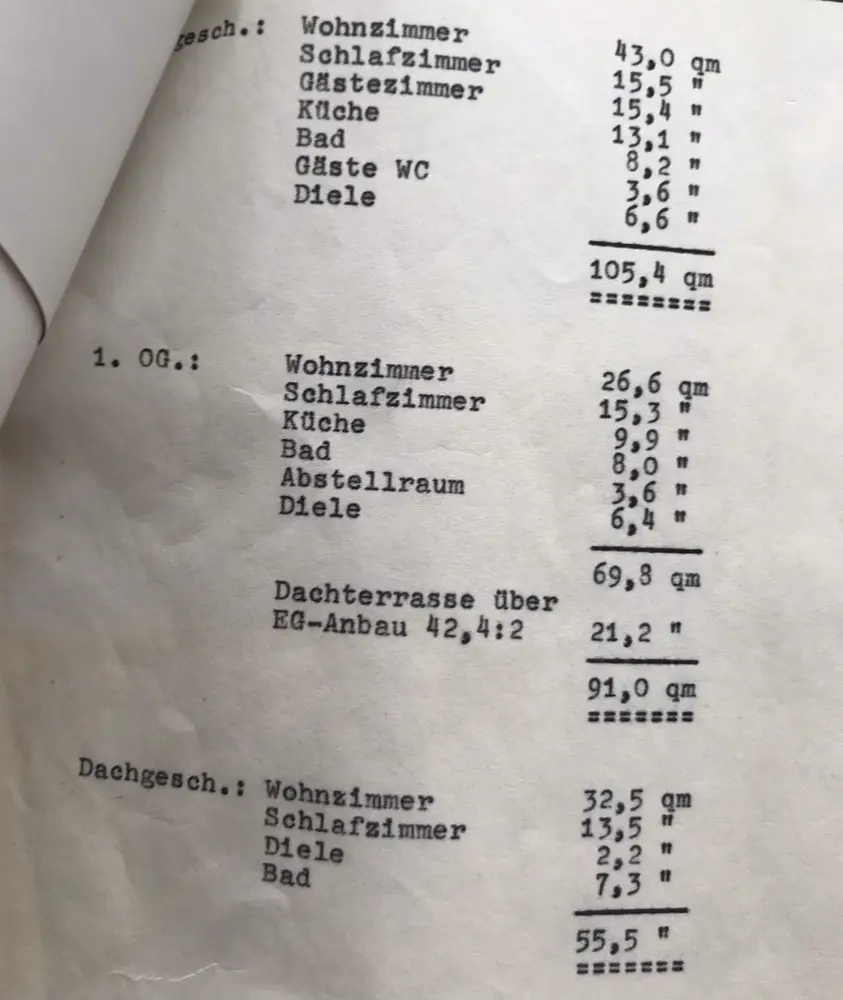 gesch.: Wohnzimmer 43,0 qm
Schlafzimmer 15,5 "
Gästezimmer 15,4 "
Küche 13,1 "
Bad 8,2 "
Gäste WC 3,6 "
Diele 6,6 "
105,4 qm
========
1. OG.: Wohnzimmer 26,6 qm
Schlafzimmer 15,3 "
Küche 9,9 "
Bad 8,0 "
Abstellraum 3,6 "
Diele 6,4 "
69,8 qm
Dachterrasse über
EG-Anbau 42,4:2 21,2 "
91,0 qm
=======
Dachgesch.: Wohnzimmer 32,5 qm
Schlafzimmer 13,5 "
Diele 2,2 "
Bad 7,3 "
55,5 "
=======